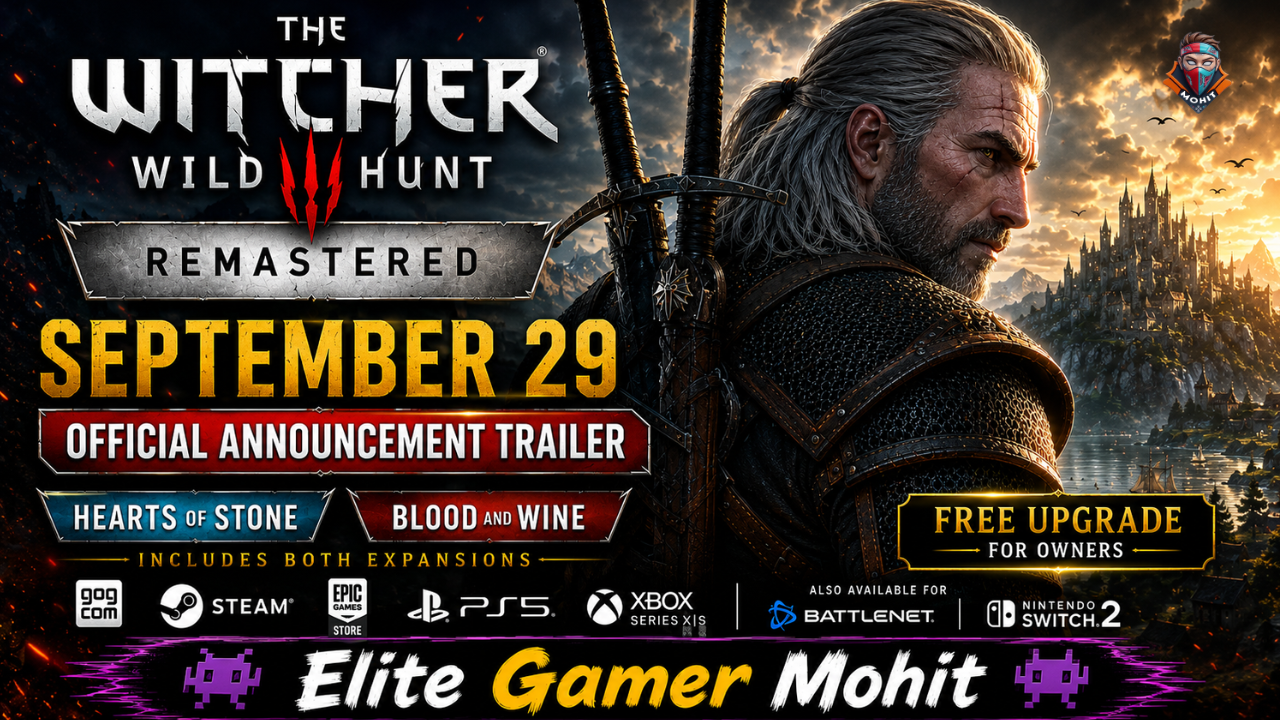 THE
WITCHER®
WILD HUNT
REMASTERED
MOHIT
SEPTEMBER 29
OFFICIAL ANNOUNCEMENT TRAILER
HEARTS OF STONE
BLOOD AND WINE
INCLUDES BOTH EXPANSIONS
FREE UPGRADE
FOR OWNERS
gog
com
STEAM®
EPIC
GAMES
STORE
PS5.
XBOX
SERIES X|S
ALSO AVAILABLE FOR
BATTLENET.
NINTENDO
SWITCH. 2
Elite Gamer Mohit